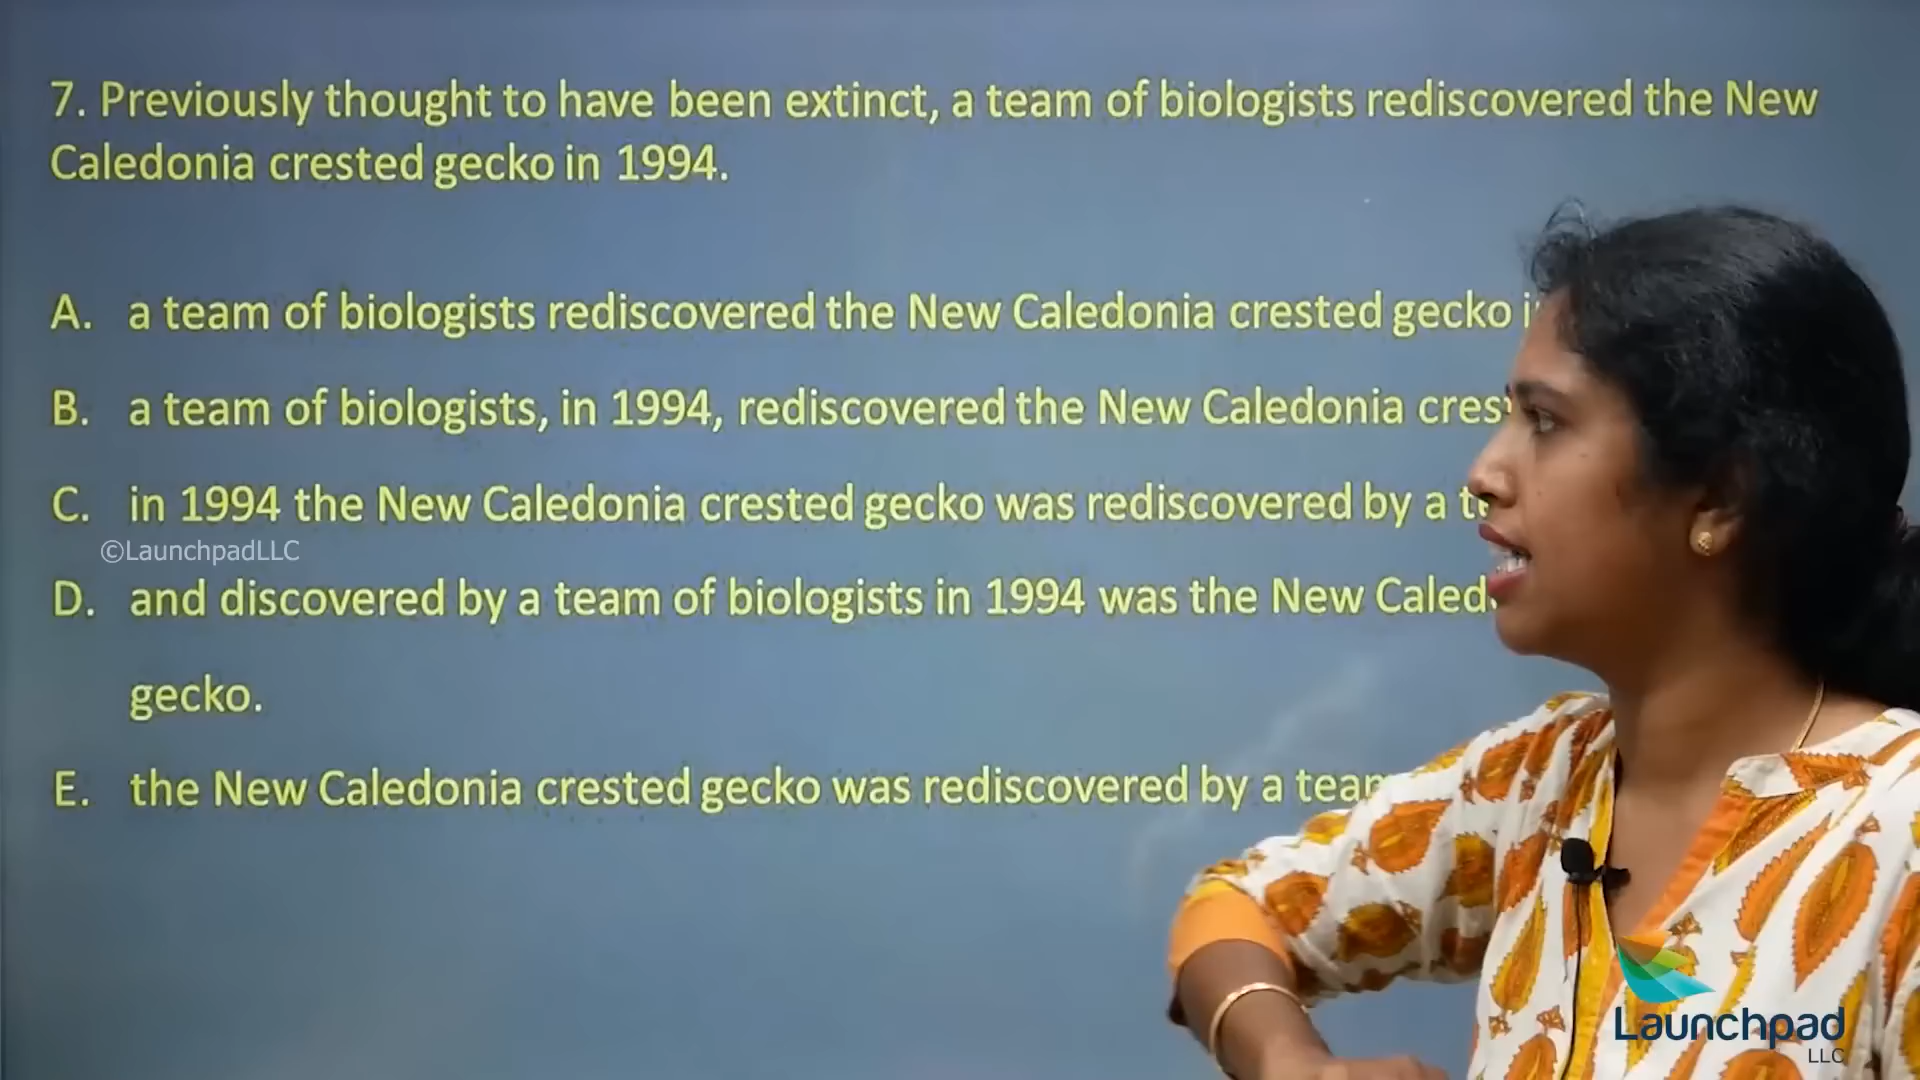 7. Previously thought to have been extinct, a team of biologists rediscovered the New
Caledonia crested gecko in 1994.
A. a team of biologists rediscovered the New Caledonia crested gecko
B. a team of biologists, in 1994, rediscovered the New Caledonia
C. in 1994 the New Caledonia crested gecko was rediscovered by a
©LaunchpadLLC
D. and discovered by a team of biologists in 1994 was the New
gecko.
E. the New Caledonia crested gecko was rediscovered by a
Launchpad
LLC